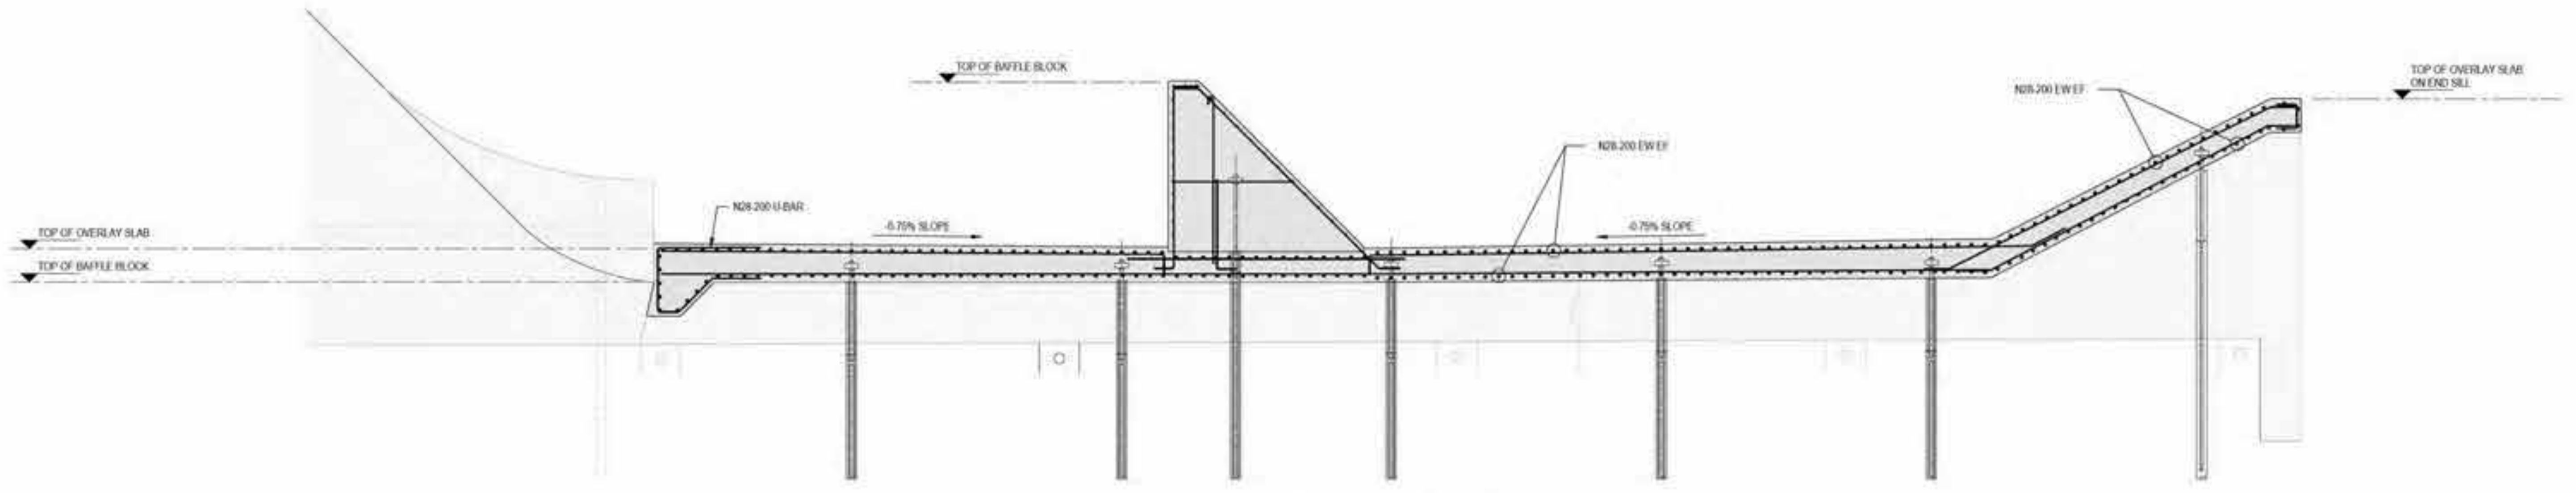 TOP OF BAFFLE BLOCK
TOP OF OVERLAY SLAB
ON END SILL
N28-200 EW EF
N28-200 EW EF
N28-200 U-BAR
-0.75% SLOPE
-0.75% SLOPE
TOP OF OVERLAY SLAB
TOP OF BAFFLE BLOCK